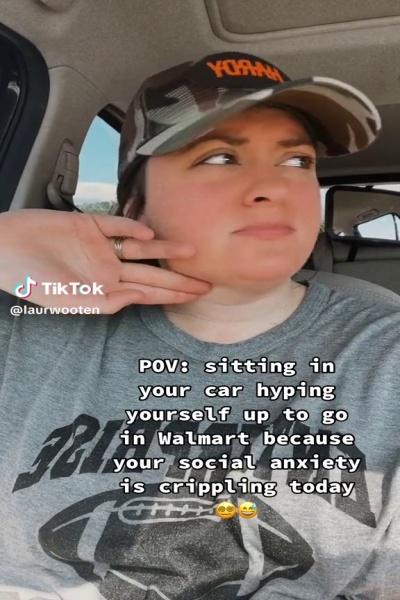 HARDY
TikTok
@laurwooten
POV: sitting in
your car hyping
yourself up to go
in Walmart because
your social anxiety
is crippling today
😵‍💫😅